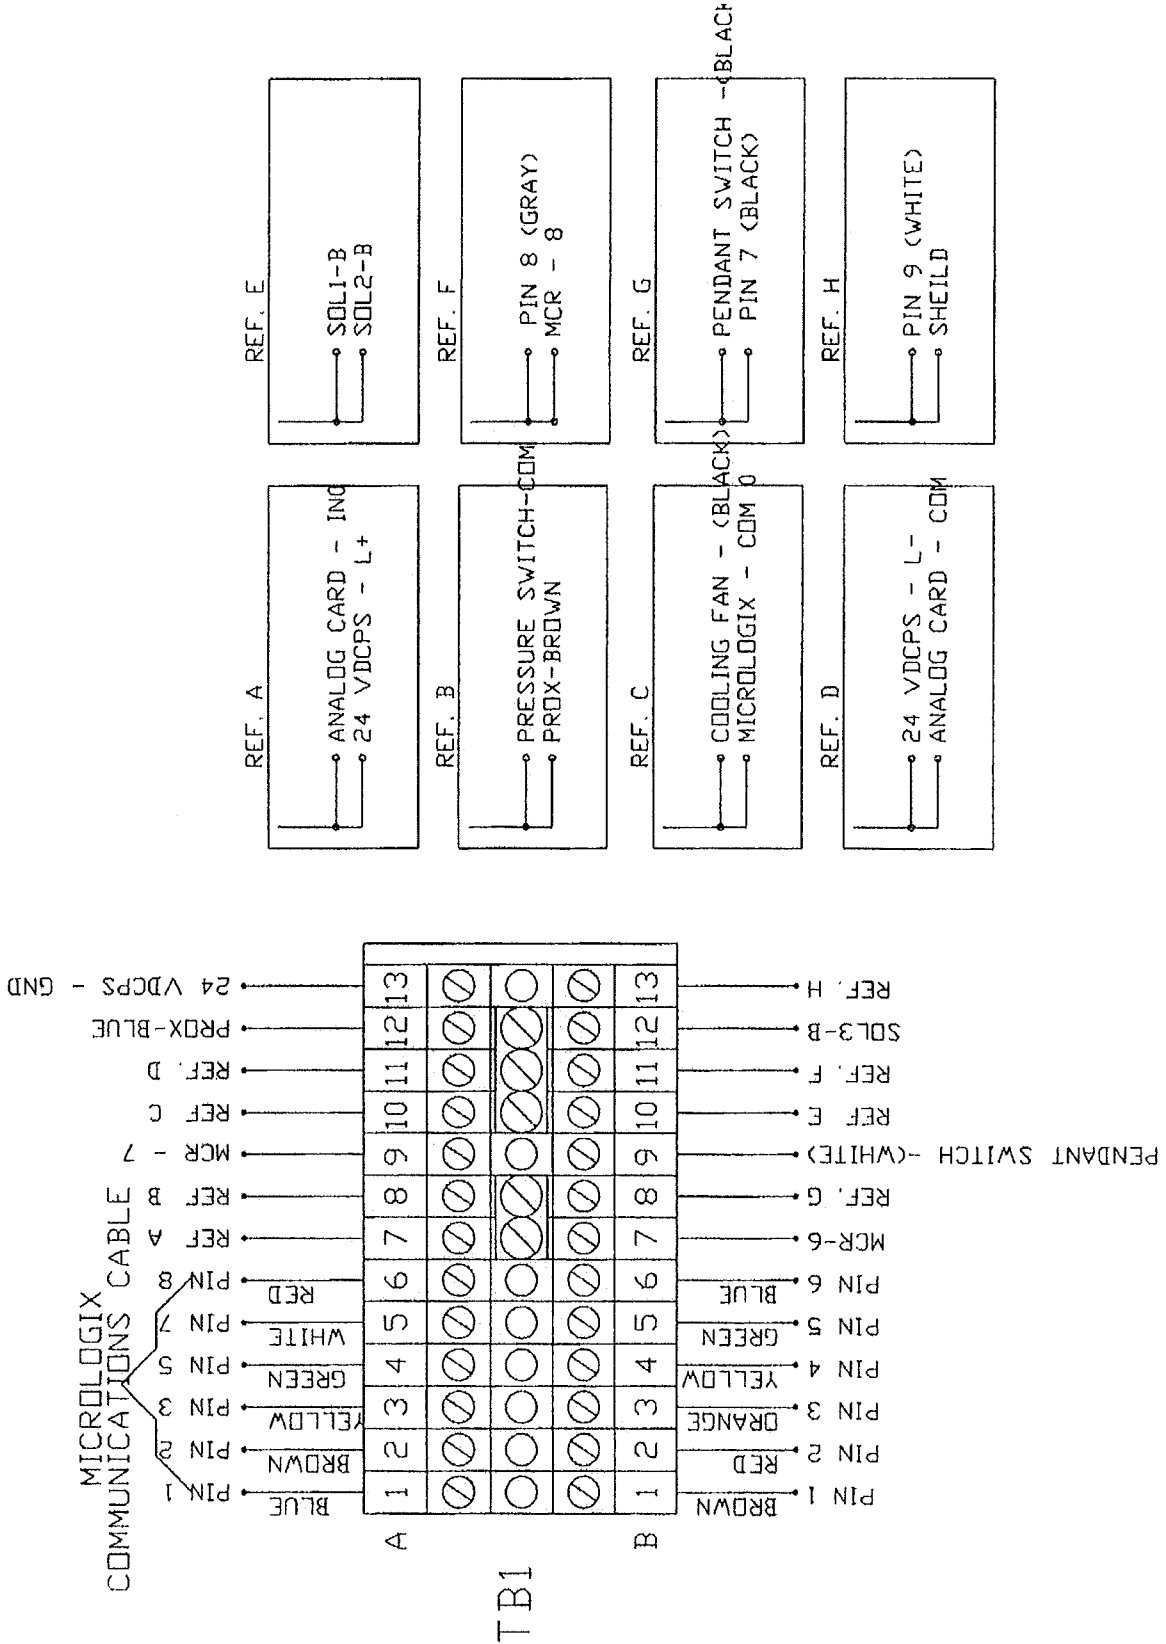 REF. A
ANALOG CARD - IN0
24 VDCPS - L+
REF. B
PRESSURE SWITCH-COM
PROX-BROWN
REF. C
COOLING FAN - (BLACK)
MICROLOGIX - COM 0
REF. D
24 VDCPS - L-
ANALOG CARD - COM
REF. E
SOL1-B
SOL2-B
REF. F
PIN 8 (GRAY)
MCR - 8
REF. G
PENDANT SWITCH -(BLACK
PIN 7 (BLACK)
REF. H
PIN 9 (WHITE)
SHEILD
MICROLOGIX
COMMUNICATIONS CABLE
PIN 1
BLUE
PIN 2
BROWN
PIN 3
YELLOW
PIN 5
GREEN
PIN 7
WHITE
PIN 8
RED
REF A
REF B
MCR - 7
REF C
REF. D
PROX-BLUE
24 VDCPS - GND
A
1 2 3 4 5 6 7 8 9 10 11 12 13
TB1
B
1 2 3 4 5 6 7 8 9 10 11 12 13
BROWN
PIN 1
RED
PIN 2
ORANGE
PIN 3
YELLOW
PIN 4
GREEN
PIN 5
BLUE
PIN 6
MCR-6
REF. G
PENDANT SWITCH -(WHITE)
REF E
REF. F
SOL3-B
REF. H